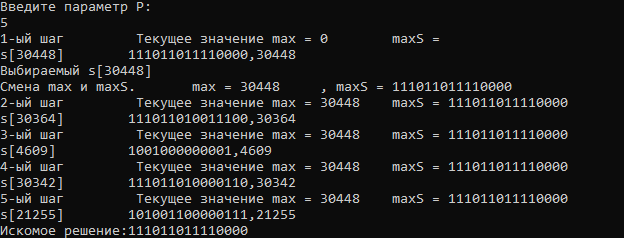 Введите параметр P:
5
1-ый шаг Текущее значение max = 0 maxS =
s[30448] 111011011110000,30448
Выбираемый s[30448]
Смена max и maxS. max = 30448 , maxS = 111011011110000
2-ый шаг Текущее значение max = 30448 maxS = 111011011110000
s[30364] 111011010011100,30364
3-ый шаг Текущее значение max = 30448 maxS = 111011011110000
s[4609] 1001000000001,4609
4-ый шаг Текущее значение max = 30448 maxS = 111011011110000
s[30342] 111011010000110,30342
5-ый шаг Текущее значение max = 30448 maxS = 111011011110000
s[21255] 101001100000111,21255
Искомое решение:111011011110000